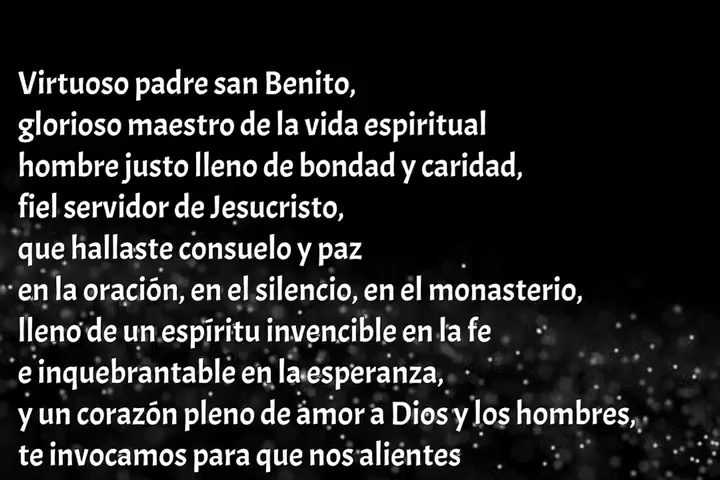 Virtuoso padre san Benito,
glorioso maestro de la vida espiritual
hombre justo lleno de bondad y caridad,
fiel servidor de Jesucristo,
que hallaste consuelo y paz
en la oración, en el silencio, en el monasterio,
lleno de un espíritu invencible en la fe
e inquebrantable en la esperanza,
y un corazón pleno de amor a Dios y los hombres,
te invocamos para que nos alientes